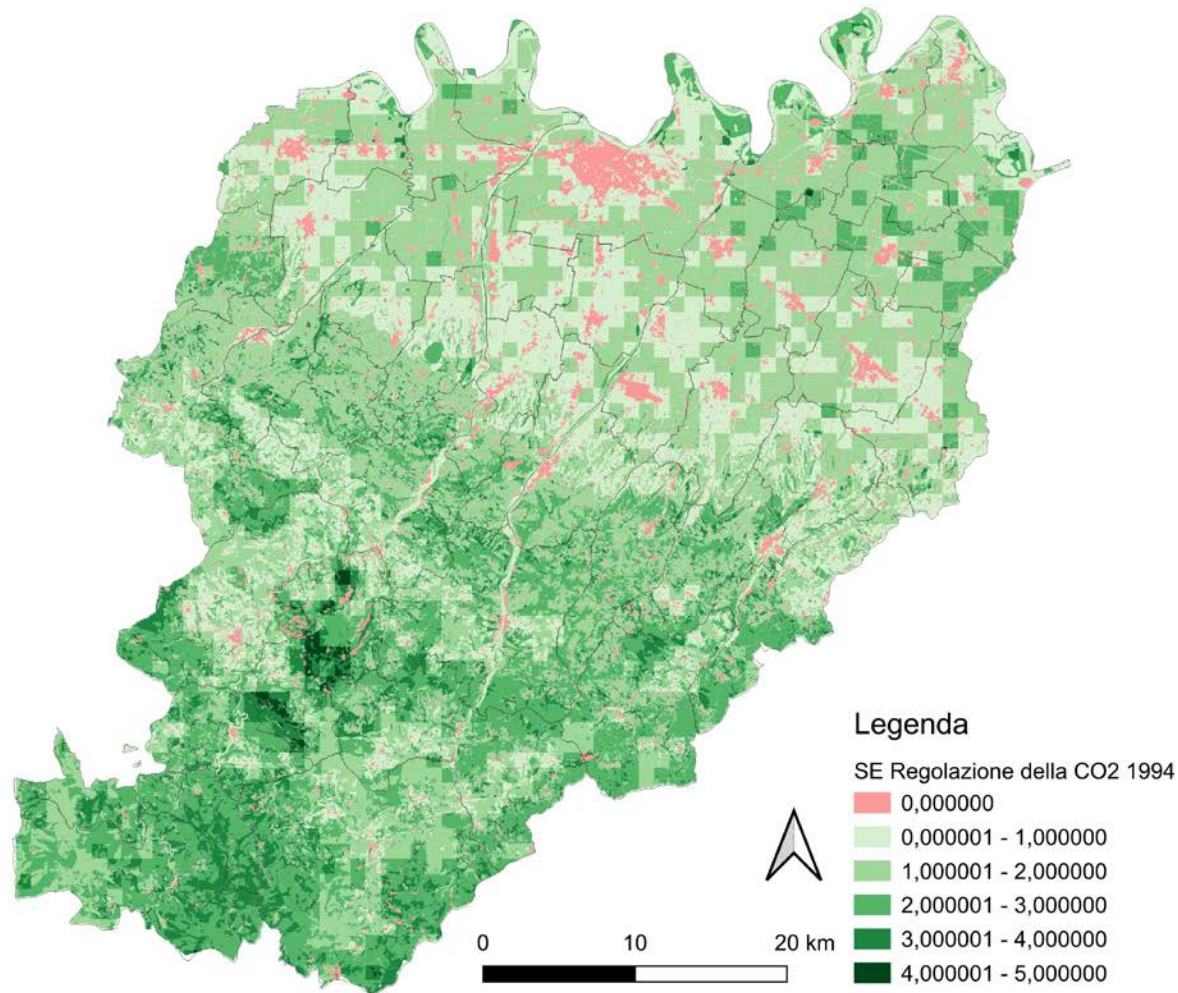 Legenda
SE Regolazione della CO2 1994
0,000000
0,000001 - 1,000000
1,000001 - 2,000000
2,000001 - 3,000000
3,000001 - 4,000000
4,000001 - 5,000000
0 10 20 km